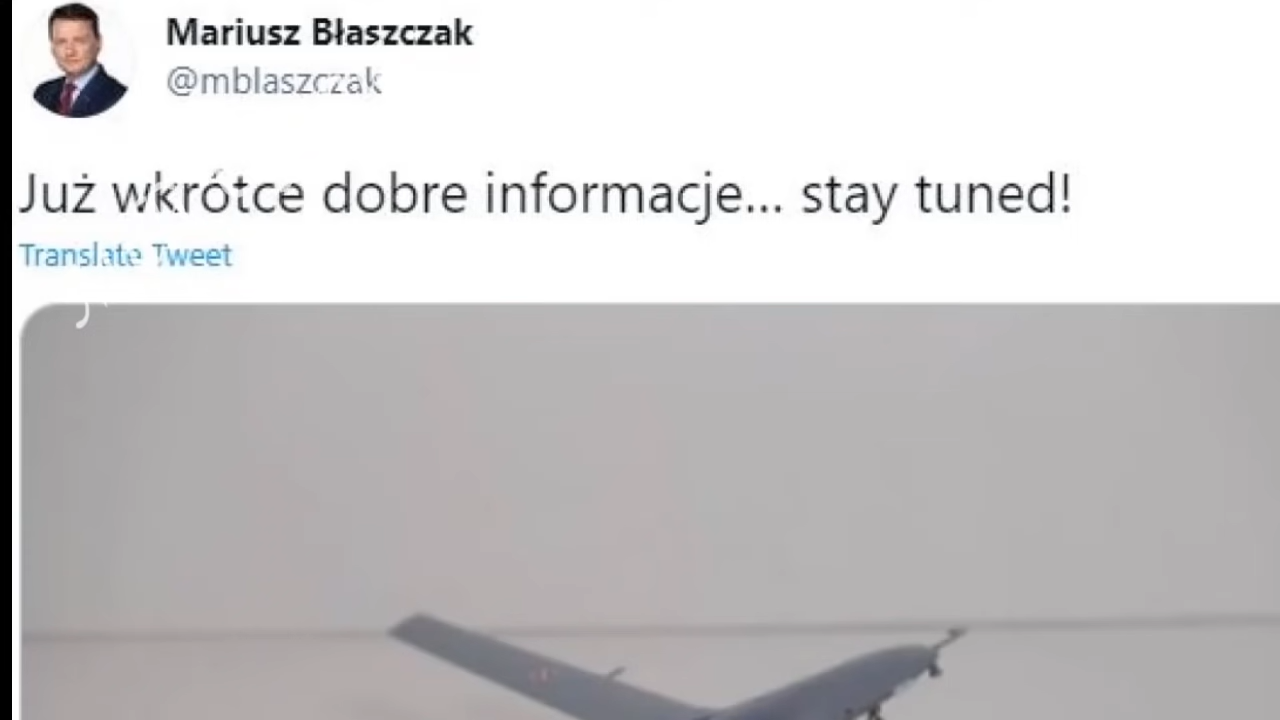 Mariusz Błaszczak
@mblaszczak
Już wkrótce dobre informacje... stay tuned!
Translate Tweet